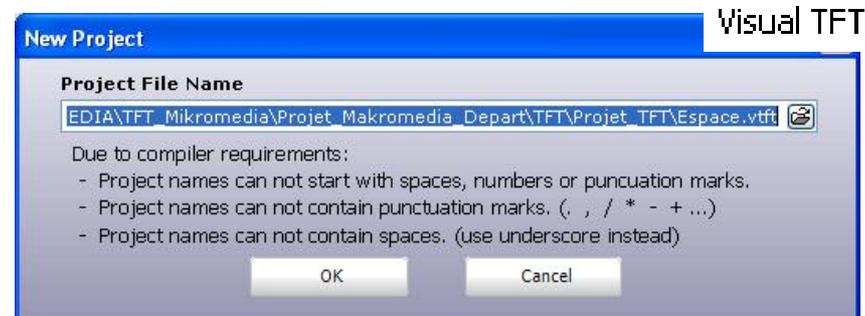 Visual TFT
New Project
Project File Name
EDIA\TFT_Mikromedia\Projet_Makromedia_Depart\TFT\Projet_TFT\Espace.vtft
Due to compiler requirements:
- Project names can not start with spaces, numbers or puncuation marks.
- Project names can not contain punctuation marks. (. , / * - + ...)
- Project names can not contain spaces. (use underscore instead)
OK Cancel